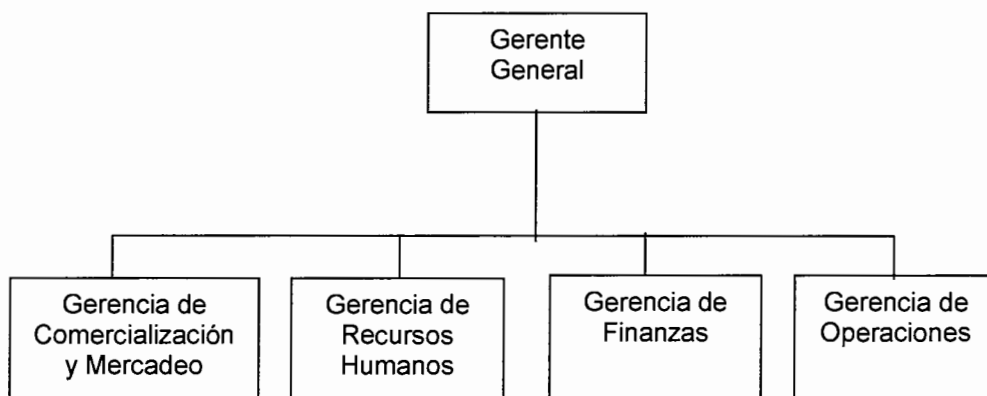 Gerente
General
Gerencia de
Comercialización
y Mercadeo
Gerencia de
Recursos
Humanos
Gerencia de
Finanzas
Gerencia de
Operaciones